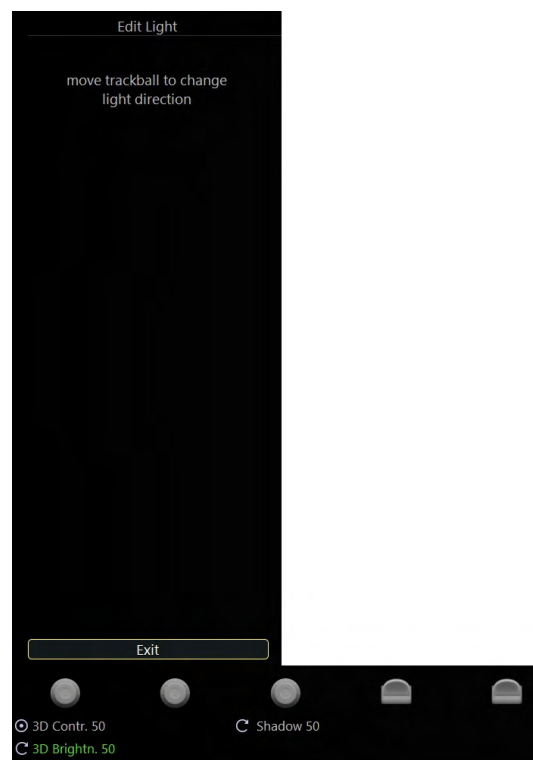 Edit Light
move trackball to change
light direction
Exit
3D Contr. 50
Shadow 50
3D Brightn. 50